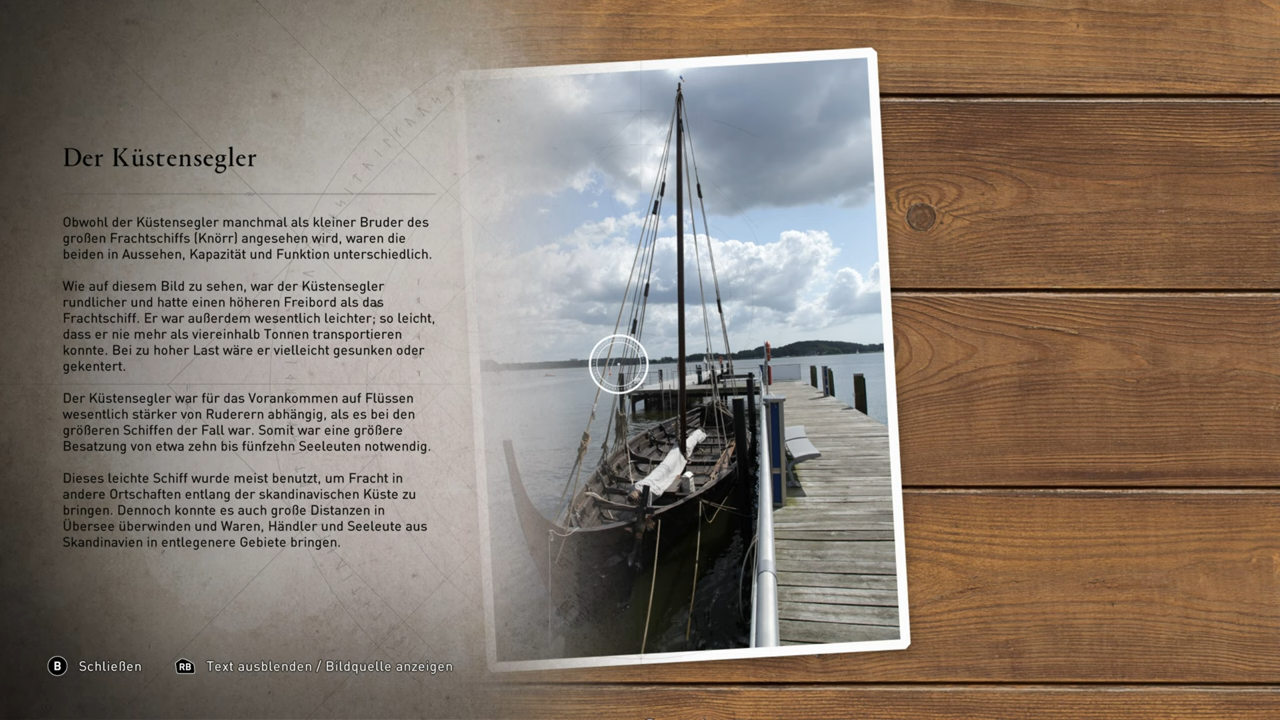 Der Küstensegler
Obwohl der Küstensegler manchmal als kleiner Bruder des
großen Frachtschiffs (Knörr) angesehen wird, waren die
beiden in Aussehen, Kapazität und Funktion unterschiedlich.
Wie auf diesem Bild zu sehen, war der Küstensegler
rundlicher und hatte einen höheren Freibord als das
Frachtschiff. Er war außerdem wesentlich leichter; so leicht,
dass er nie mehr als viereinhalb Tonnen transportieren
konnte. Bei zu hoher Last wäre er vielleicht gesunken oder
gekentert.
Der Küstensegler war für das Vorankommen auf Flüssen
wesentlich stärker von Ruderern abhängig, als es bei den
größeren Schiffen der Fall war. Somit war eine größere
Besatzung von etwa zehn bis fünfzehn Seeleuten notwendig.
Dieses leichte Schiff wurde meist benutzt, um Fracht in
andere Ortschaften entlang der skandinavischen Küste zu
bringen. Dennoch konnte es auch große Distanzen in
Übersee überwinden und Waren, Händler und Seeleute aus
Skandinavien in entlegenere Gebiete bringen.
B Schließen RB Text ausblenden / Bildquelle anzeigen